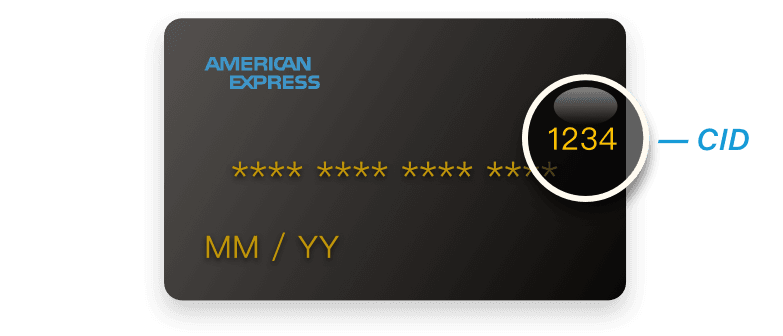 AMERICAN
EXPRESS
1234
— CID
**** **** **** ****
MM / YY